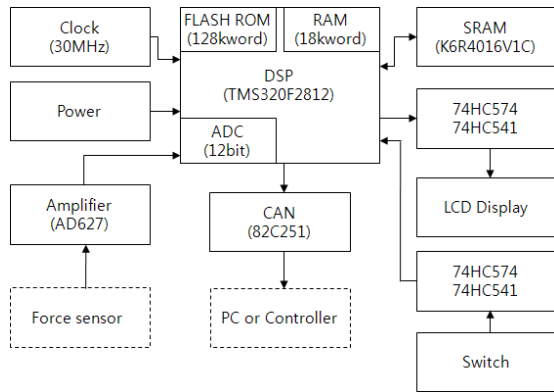 Clock
(30MHz)
FLASH ROM
(128kword)
RAM
(18kword)
SRAM
(K6R4016V1C)
DSP
(TMS320F2812)
Power
ADC
(12bit)
74HC574
74HC541
Amplifier
(AD627)
CAN
(82C251)
LCD Display
74HC574
74HC541
Force sensor
PC or Controller
Switch